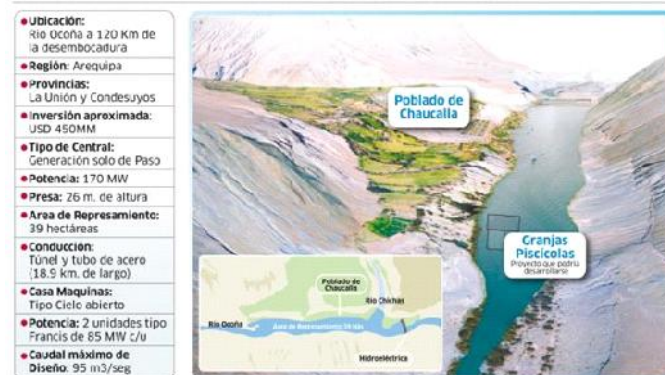 Ubicación:
Río Ocoña a 120 Km de
la desembocadura
Región: Arequipa
Provincias:
La Unión y Condesuyos
Inversión aproximada:
USD 450MM
Tipo de Central:
Generación solo de Paso
Potencia: 170 MW
Presa: 26 m. de altura
Area de Represamiento:
39 hectáreas
Conducción:
Túnel y tubo de acero
(18.9 km. de largo)
Casa Maquinas:
Tipo Cielo abierto
Potencia: 2 unidades tipo
Francis de 85 MW c/u
Caudal máximo de
Diseño: 95 m3/seg
Poblado de
Chaucalla
Granjas
Piscícolas
Proyecto que podría
desarrollarse
Poblado de
Chaucalla
Río Chichas
Río Ocoña
Área de Represamiento
Hidroeléctrica